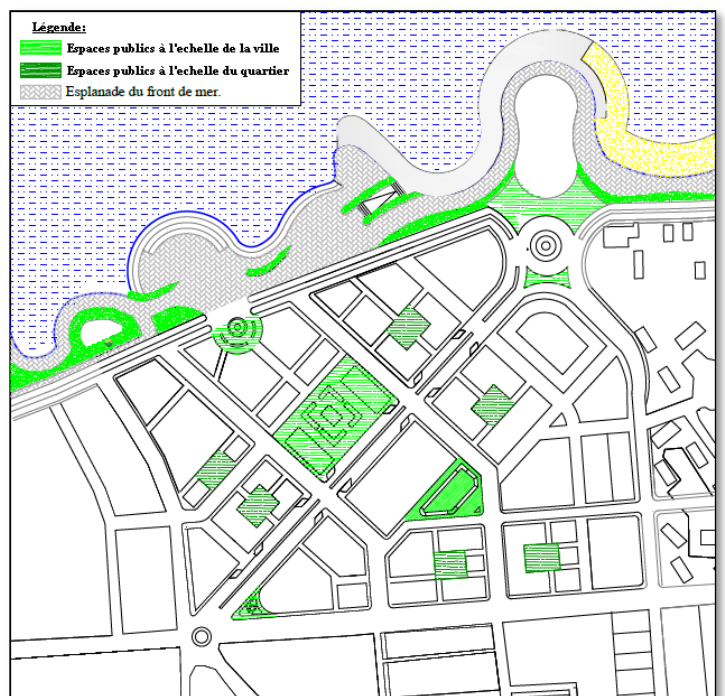 Légende:
Espaces publics à l'echelle de la ville
Espaces publics à l'echelle du quartier
Esplanade du front de mer.